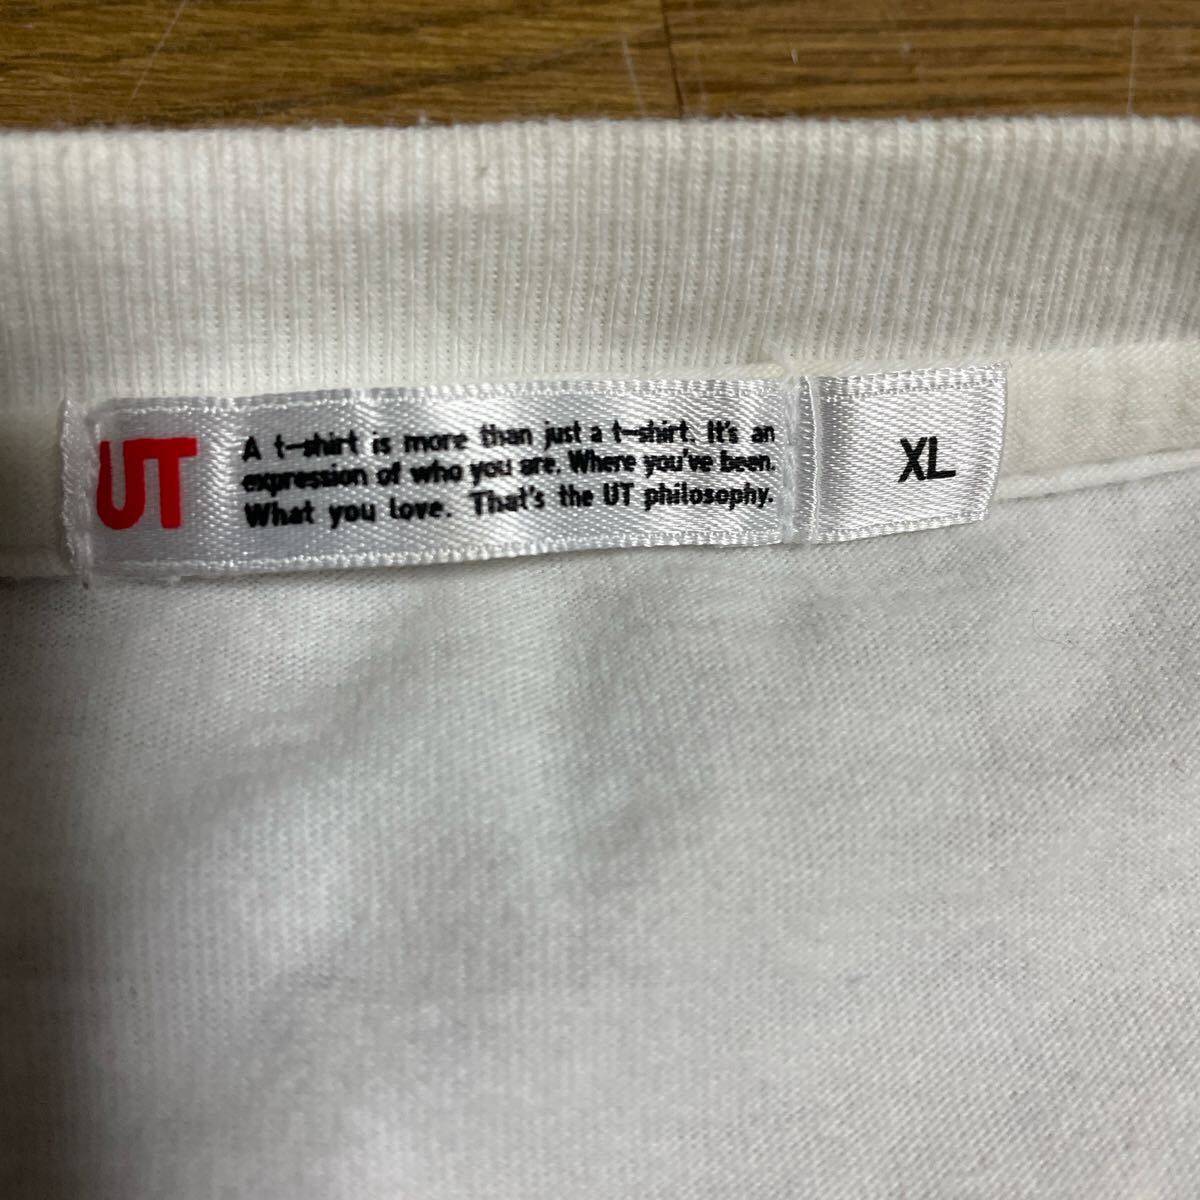 UT
A t-shirt is more than just a t-shirt. It's an
expression of who you are. Where you've been.
What you love. That's the UT philosophy.
XL